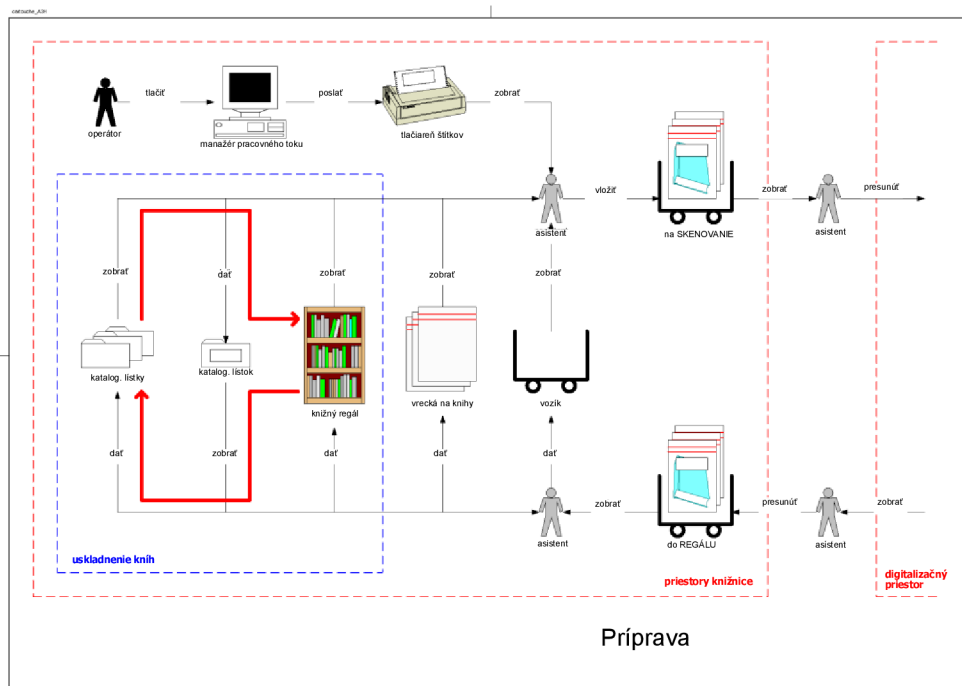 cartouche_A3H
tlačiť
poslať
zobrať
operátor
manažér pracovného toku
tlačiareň štítkov
vložiť
zobrať
presunúť
asistent
na SKENOVANIE
asistent
zobrať
dať
zobrať
zobrať
zobrať
katalog. lístky
katalog. lístok
knižný regál
vrecká na knihy
vozík
dať
zobrať
dať
dať
dať
zobrať
presunúť
zobrať
asistent
do REGÁLU
asistent
uskladnenie kníh
priestory knižnice
digitalizačný
priestor
Príprava